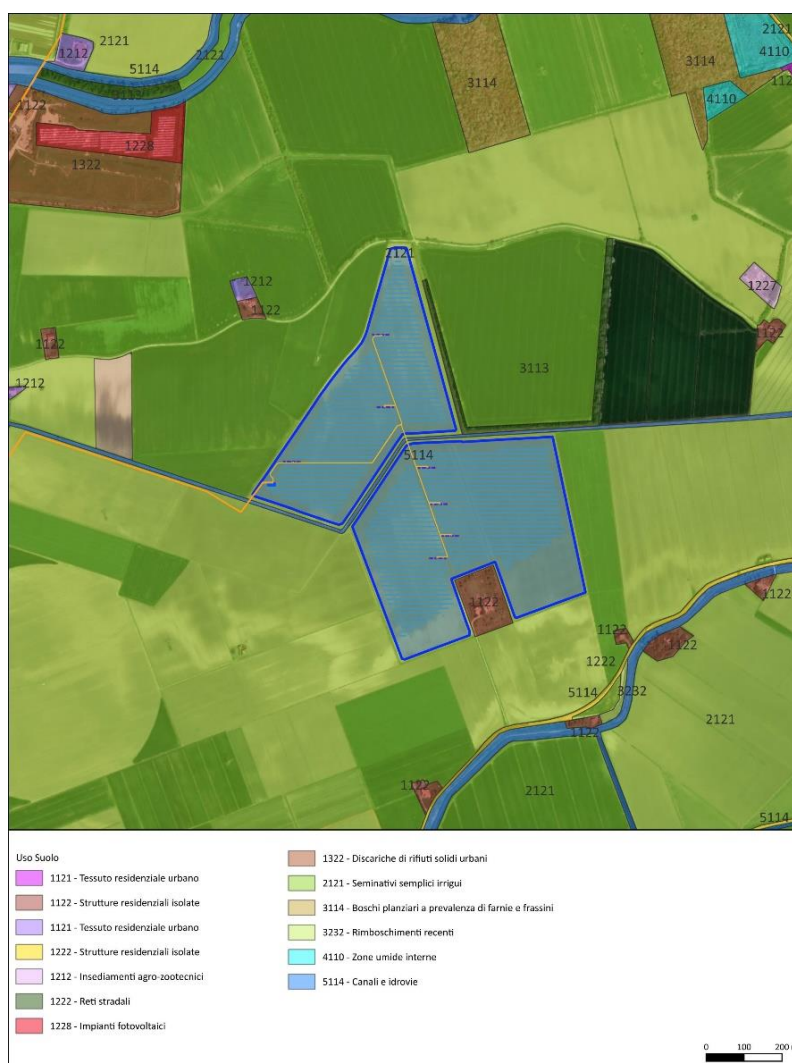 2121
1212
2121
2121
5114
4110
3113
3114
3114
1122
4110
1228
1322
2121
1212
1227
1122
1122
1122
3113
1212
5114
1122
1122
1122
1122
1222
5114
3232
2121
1122
1122
2121
5114
Uso Suolo
1121 - Tessuto residenziale urbano
1122 - Strutture residenziali isolate
1121 - Tessuto residenziale urbano
1222 - Strutture residenziali isolate
1212 - Insediamenti agro-zootecnici
1222 - Reti stradali
1228 - Impianti fotovoltaici
1322 - Discariche di rifiuti solidi urbani
2121 - Seminativi semplici irrigui
3114 - Boschi planziari a prevalenza di farnie e frassini
3232 - Rimboschimenti recenti
4110 - Zone umide interne
5114 - Canali e idrovie
0 100 200